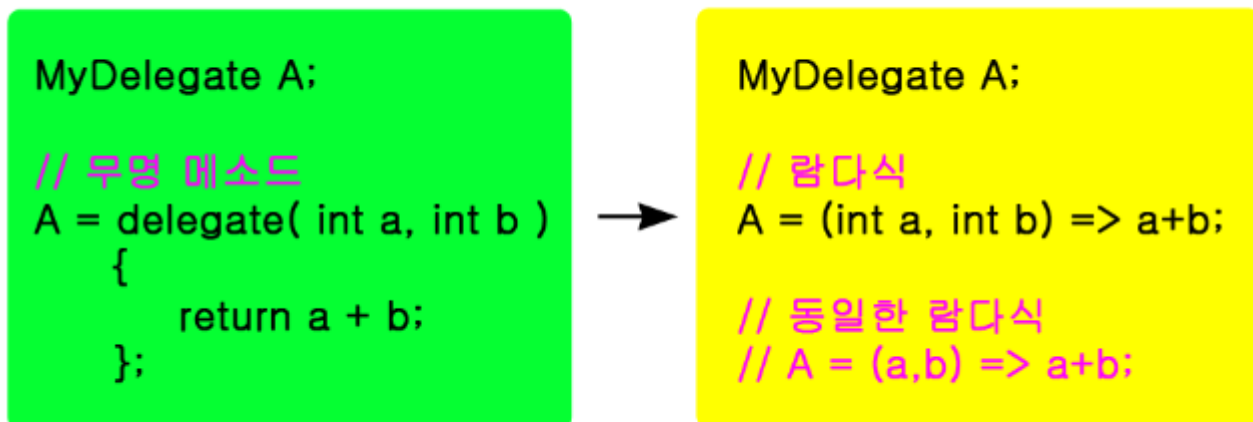 MyDelegate A;
// 무명 메소드
A = delegate( int a, int b )
{
return a + b;
};
MyDelegate A;
// 람다식
A = (int a, int b) => a+b;
// 동일한 람다식
// A = (a,b) => a+b;